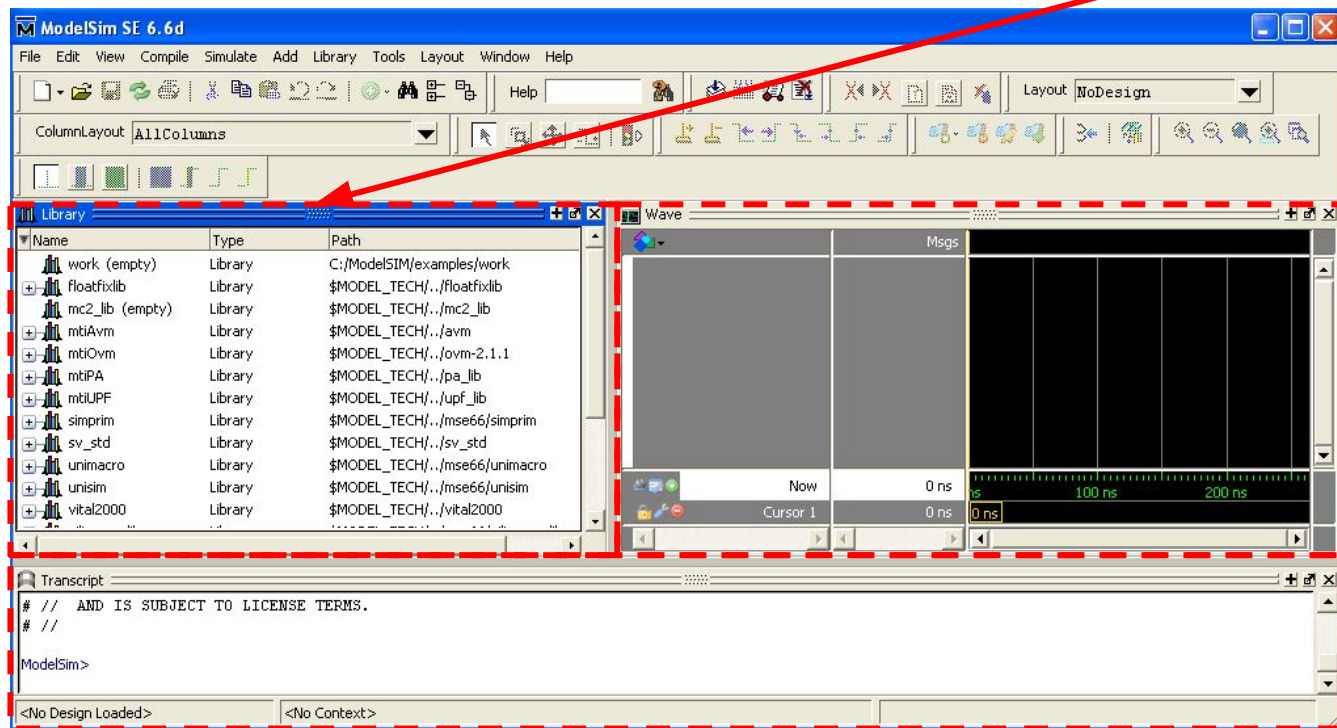 ModelSim SE 6.6d
File Edit View Compile Simulate Add Library Tools Layout Window Help
Help Layout NoDesign
ColumnLayout AllColumns
Library
Name Type Path
work (empty) Library C:/ModelSIM/examples/work
floatfixlib Library $MODEL_TECH/../floatfixlib
mc2_lib (empty) Library $MODEL_TECH/../mc2_lib
mtiAvm Library $MODEL_TECH/../avm
mtiOvm Library $MODEL_TECH/../ovm-2.1.1
mtiPA Library $MODEL_TECH/../pa_lib
mtiUPF Library $MODEL_TECH/../upf_lib
simprim Library $MODEL_TECH/../mse66/simprim
sv_std Library $MODEL_TECH/../sv_std
unimacro Library $MODEL_TECH/../mse66/unimacro
unisim Library $MODEL_TECH/../mse66/unisim
vital2000 Library $MODEL_TECH/../vital2000
Wave
Msgs
Now 0 ns
ns 100 ns 200 ns
Cursor 1 0 ns 0 ns
Transcript
# // AND IS SUBJECT TO LICENSE TERMS.
# //
ModelSim>
<No Design Loaded> <No Context>